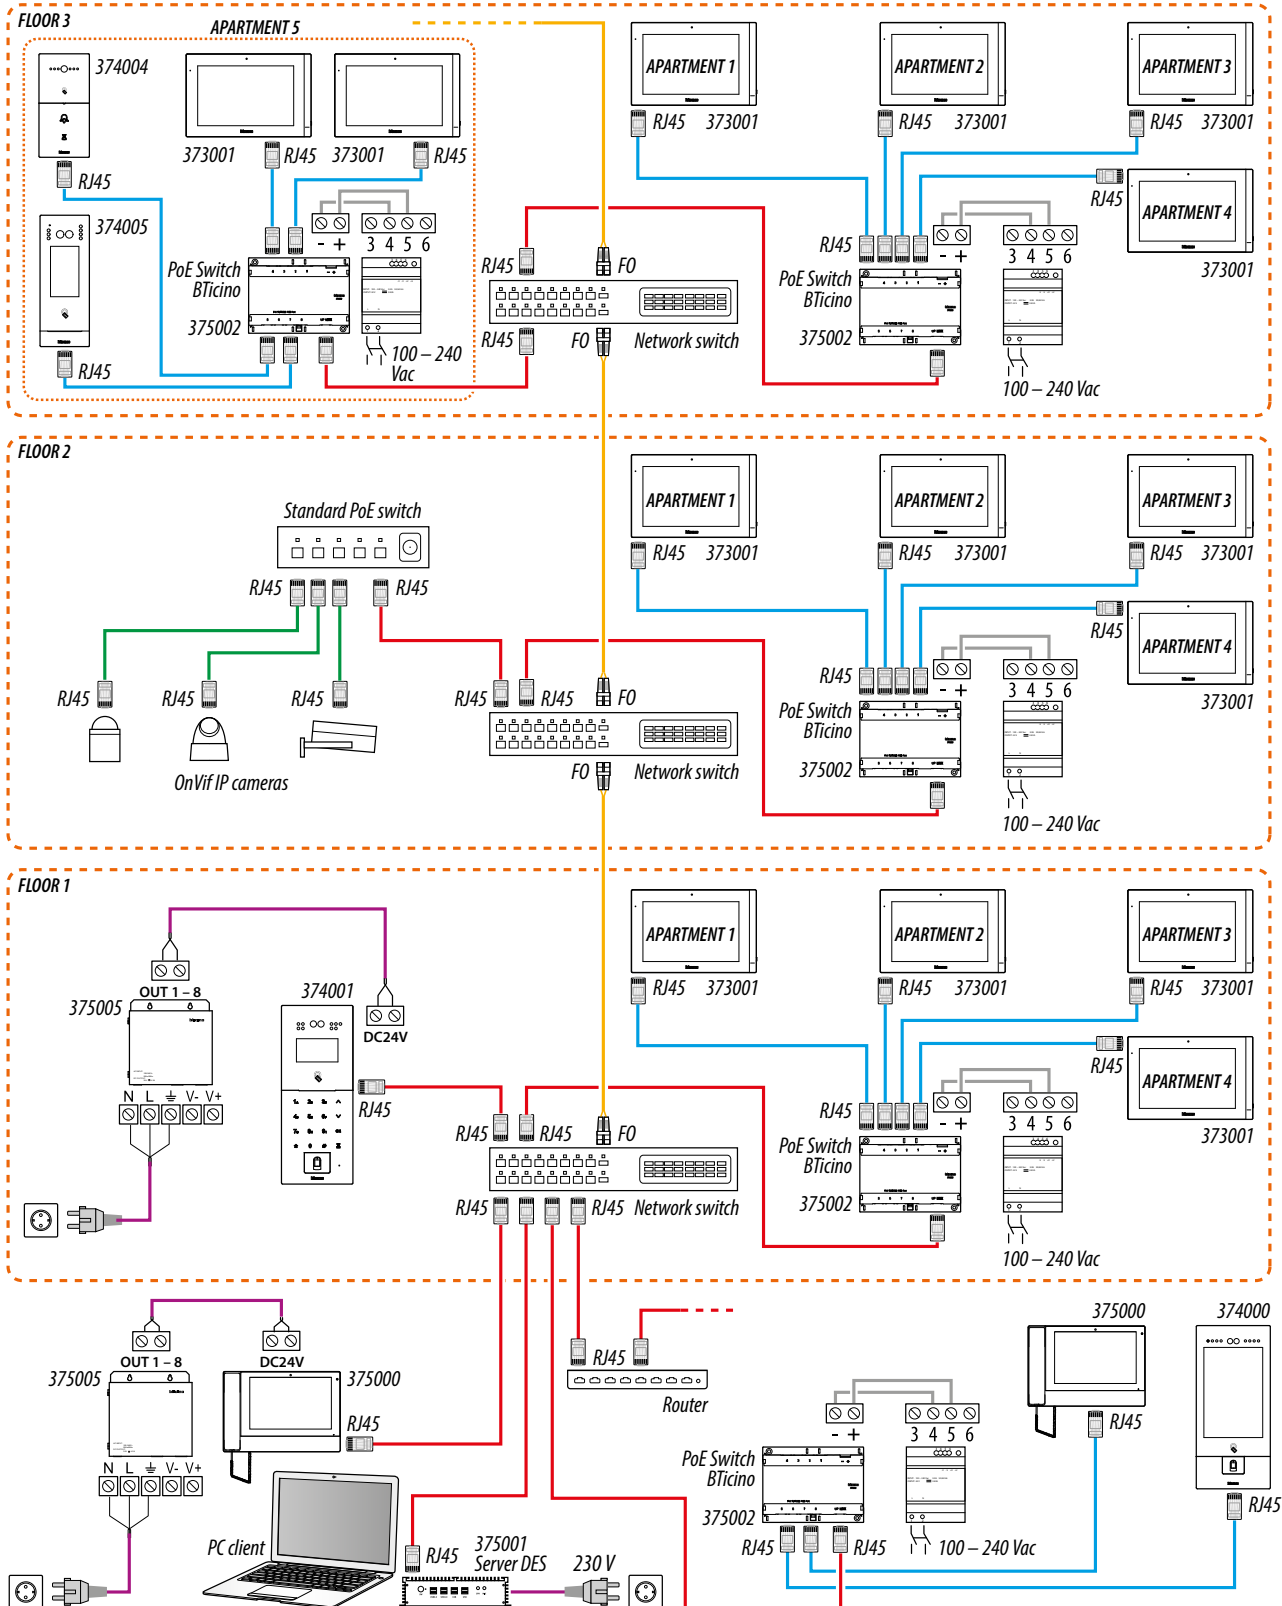 FLOOR 3
APARTMENT 5
374004
RJ45
373001
RJ45
373001
RJ45
374005
RJ45
PoE Switch
BTicino
375002
- +
3 4 5 6
100 – 240
Vac
RJ45
FO
RJ45
FO
Network switch
APARTMENT 1
RJ45 373001
APARTMENT 2
RJ45 373001
APARTMENT 3
RJ45 373001
APARTMENT 4
RJ45
373001
RJ45
- +
3 4 5 6
PoE Switch
BTicino
375002
100 – 240 Vac
FLOOR 2
Standard PoE switch
RJ45
RJ45
RJ45
RJ45
RJ45
OnVif IP cameras
RJ45
RJ45
FO
FO
Network switch
APARTMENT 1
RJ45 373001
APARTMENT 2
RJ45 373001
APARTMENT 3
RJ45 373001
APARTMENT 4
RJ45
373001
RJ45
- +
3 4 5 6
PoE Switch
BTicino
375002
100 – 240 Vac
FLOOR 1
OUT 1 – 8
375005
374001
DC24V
N L V- V+
RJ45
RJ45
RJ45
FO
RJ45
RJ45
Network switch
APARTMENT 1
RJ45 373001
APARTMENT 2
RJ45 373001
APARTMENT 3
RJ45 373001
APARTMENT 4
RJ45
373001
RJ45
- +
3 4 5 6
PoE Switch
BTicino
375002
100 – 240 Vac
OUT 1 – 8
375005
DC24V
375000
RJ45
N L V- V+
PC client
RJ45
375001
Server DES
230 V
RJ45
Router
375000
RJ45
374000
RJ45
- +
3 4 5 6
PoE Switch
BTicino
375002
RJ45
RJ45
100 – 240 Vac